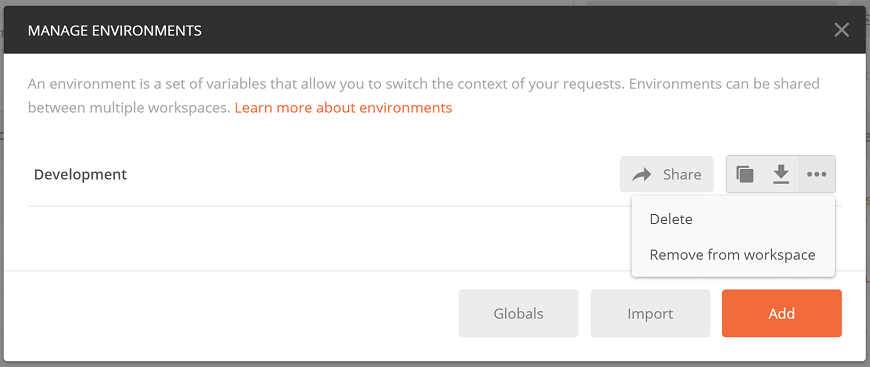 MANAGE ENVIRONMENTS
An environment is a set of variables that allow you to switch the context of your requests. Environments can be shared
between multiple workspaces. Learn more about environments
Development
Share
Delete
Remove from workspace
Globals
Import
Add